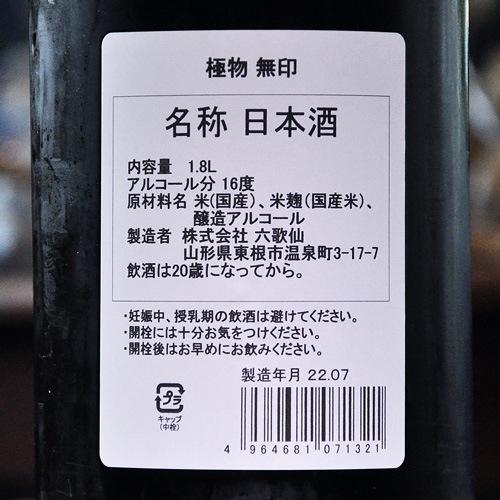 極物 無印
名称 日本酒
内容量 1.8L
アルコール分 16度
原材料名 米(国産)、米麹(国産米)、
醸造アルコール
製造者 株式会社 六歌仙
山形県東根市温泉町3-17-7
飲酒は20歳になってから。
・妊娠中、授乳期の飲酒は避けてください。
・開栓には十分お気をつけください。
・開栓後はお早めにお飲みください。
製造年月 22.07
プラ
キャップ
(中栓)
4 964681 071321